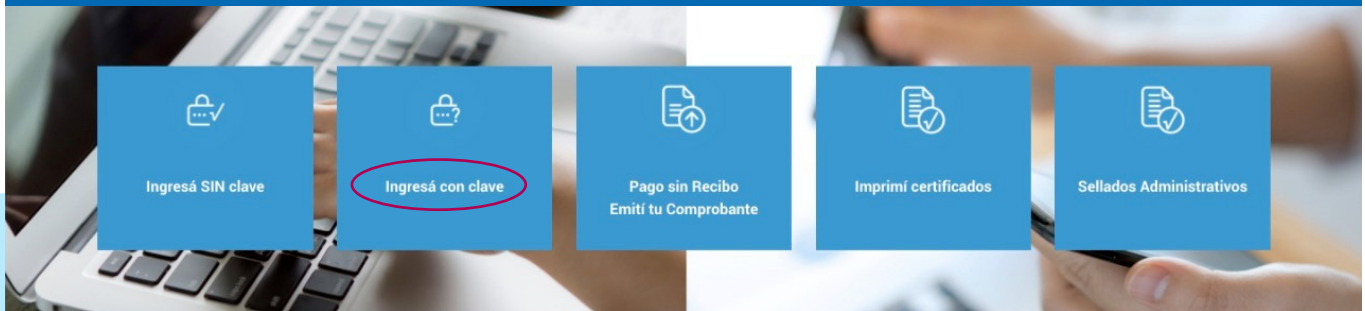 Ingresá SIN clave
Ingresá con clave
Pago sin Recibo
Emití tu Comprobante
Imprimí certificados
Sellados Administrativos